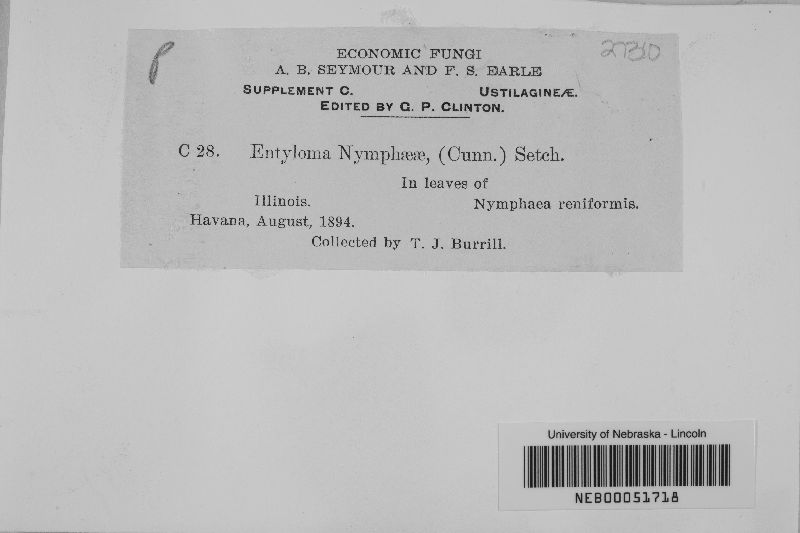 P 27310
ECONOMIC FUNGI
A. B. SEYMOUR AND F. S. EARLE
SUPPLEMENT C. USTILAGINEÆ.
EDITED BY G. P. CLINTON.
C 28. Entyloma Nymphææ, (Cunn.) Setch.
In leaves of
Illinois. Nymphaea reniformis.
Havana, August, 1894.
Collected by T. J. Burrill.
University of Nebraska - Lincoln
NEB00051718